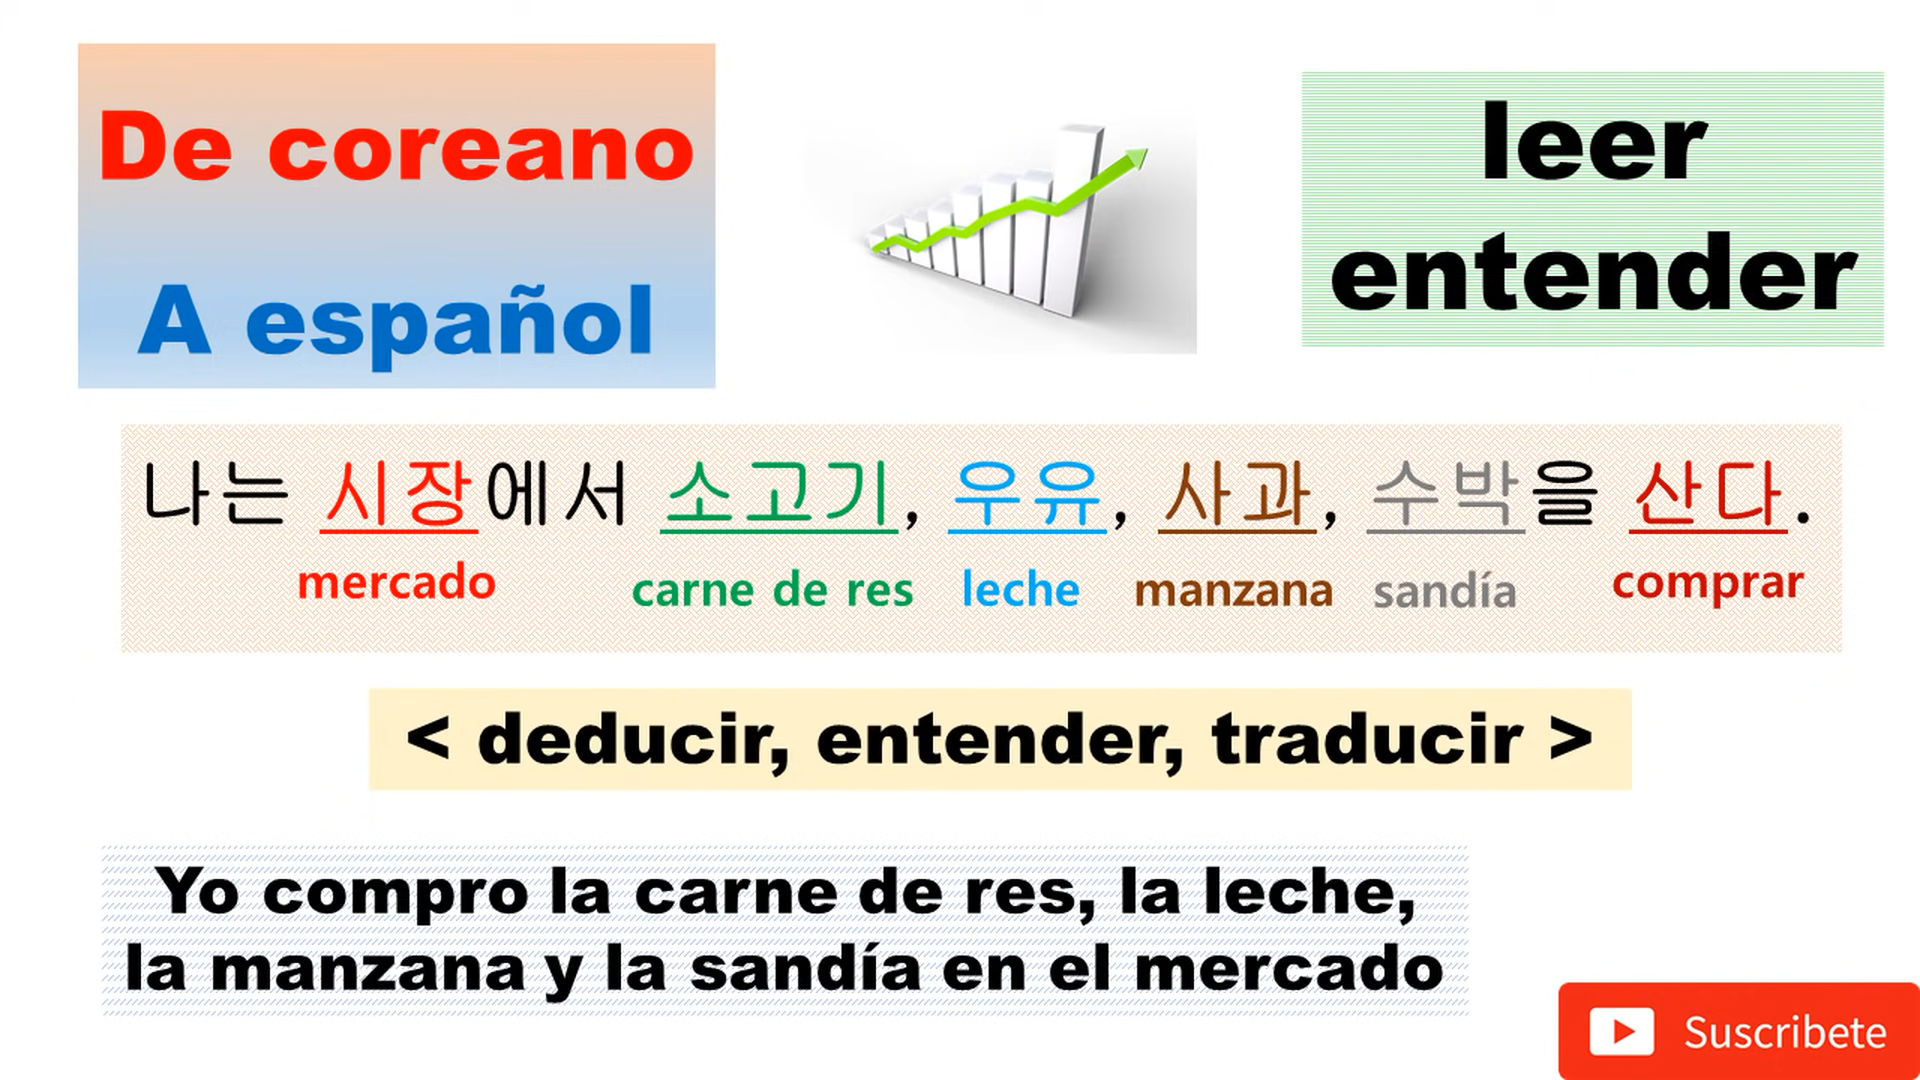 De coreano
A español
leer
entender
나는 시장에서 소고기, 우유, 사과, 수박을 산다.
mercado carne de res leche manzana sandía comprar
< deducir, entender, traducir >
Yo compro la carne de res, la leche,
la manzana y la sandía en el mercado
Suscribete